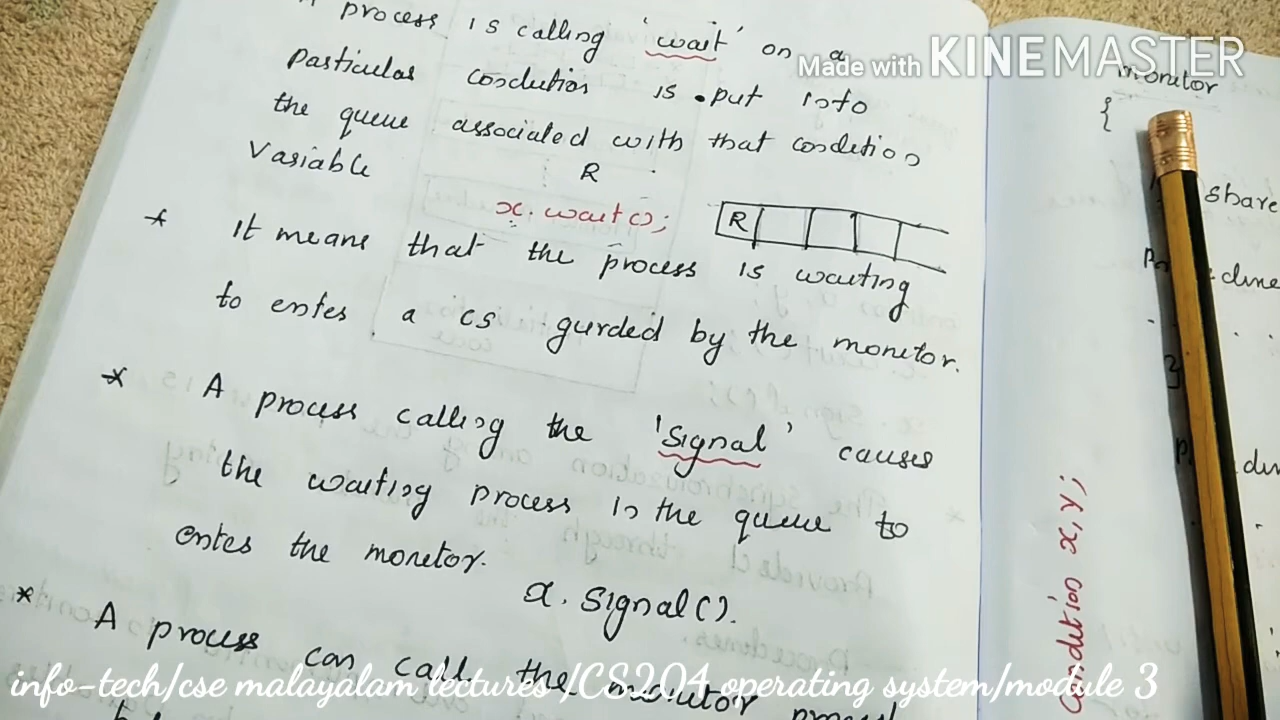 process is calling 'wait' on a
particular condition is put into
the queue associated with that condition
variable
R
x.wait();
R
* It means that the process is waiting
to enter a CS gurded by the monitor.
* A process calling the 'Signal' causes
the waiting process in the queue to
enter the monitor.
x.Signal().
* A process can call the monitor
monitor
{
share
dure
}
condition x,y;
Made with KINEMASTER
info-tech/cse malayalam lectures /CS204 operating system/module 3